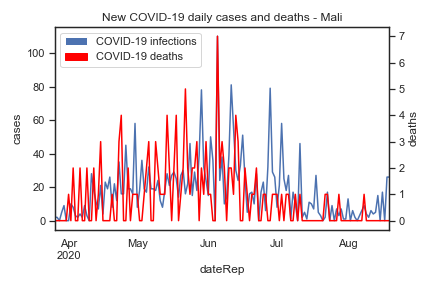 New COVID-19 daily cases and deaths - Mali
COVID-19 infections
COVID-19 deaths
cases
100
80
60
40
20
0
deaths
7
6
5
4
3
2
1
0
Apr
2020
May
Jun
Jul
Aug
dateRep